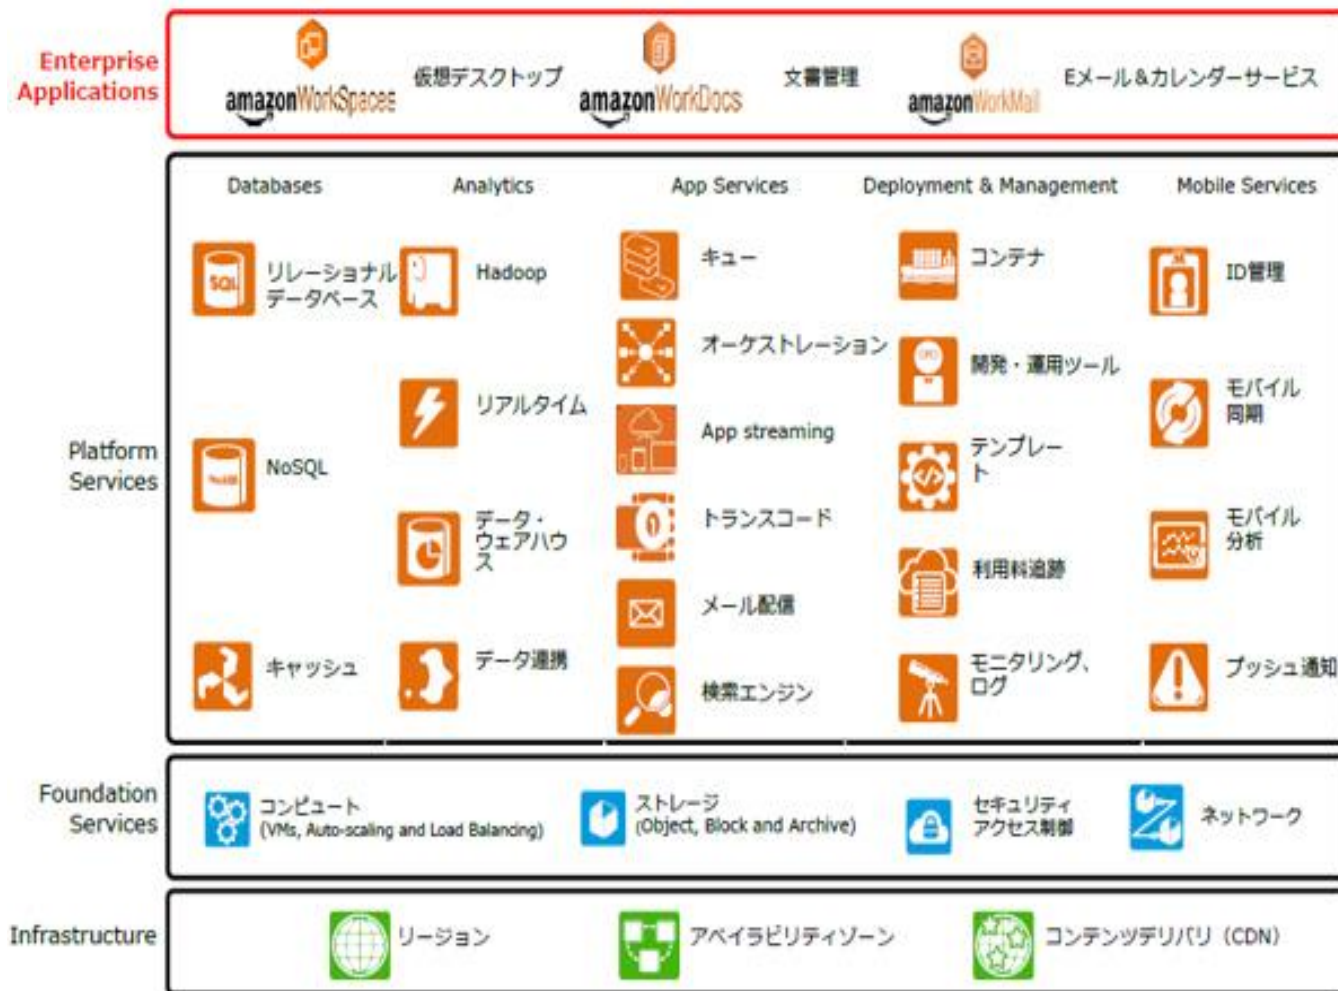 Enterprise
Applications
amazonWorkSpaces
仮想デスクトップ
amazonWorkDocs
文書管理
amazonWorkMail
Eメール&カレンダーサービス
Platform
Services
Databases
リレーショナル
データベース
NoSQL
キャッシュ
Analytics
Hadoop
リアルタイム
データ・
ウェアハウ
ス
データ連携
App Services
キュー
オーケストレーション
App streaming
トランスコード
メール配信
検索エンジン
Deployment & Management
コンテナ
開発・運用ツール
テンプレー
ト
利用料追跡
モニタリング、
ログ
Mobile Services
ID管理
モバイル
同期
モバイル
分析
プッシュ通知
SQL
Foundation
Services
コンピュート
(VMs, Auto-scaling and Load Balancing)
ストレージ
(Object, Block and Archive)
セキュリティ
アクセス制御
ネットワーク
Infrastructure
リージョン
アベイラビリティゾーン
コンテンツデリバリ（CDN）